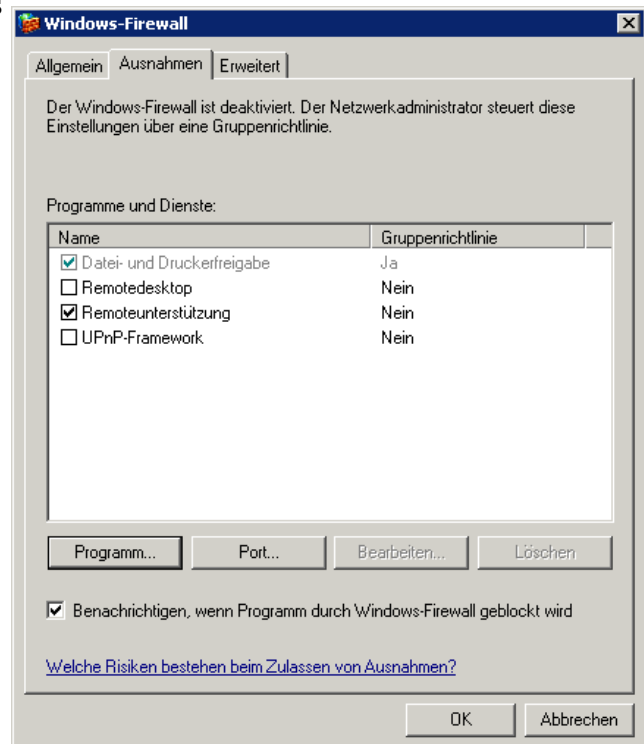 Windows-Firewall
Allgemein Ausnahmen Erweitert
Der Windows-Firewall ist deaktiviert. Der Netzwerkadministrator steuert diese
Einstellungen über eine Gruppenrichtlinie.
Programme und Dienste:
Name Gruppenrichtlinie
Datei- und Druckerfreigabe Ja
Remotedesktop Nein
Remoteunterstützung Nein
UPnP-Framework Nein
Programm... Port... Bearbeiten... Löschen
Benachrichtigen, wenn Programm durch Windows-Firewall geblockt wird
Welche Risiken bestehen beim Zulassen von Ausnahmen?
OK Abbrechen